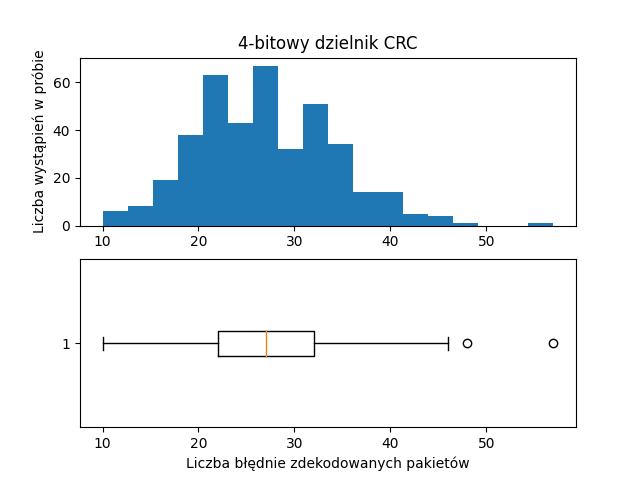 4-bitowy dzielnik CRC
Liczba wystąpień w próbie
60
40
20
0
10 20 30 40 50
1
10 20 30 40 50
Liczba błędnie zdekodowanych pakietów